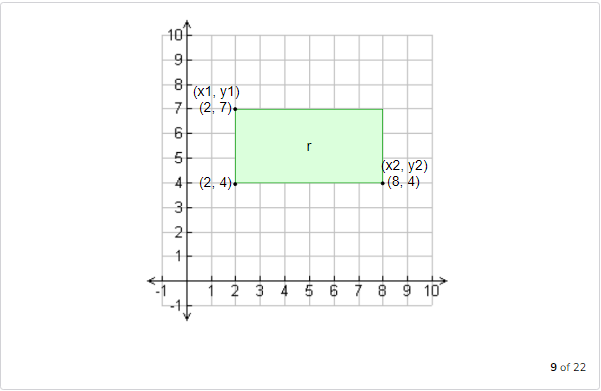 10
9
8
(x1, y1)
7 (2, 7)
6
r
5
(x2, y2)
4 (2, 4) (8, 4)
3
2
1
-1 1 2 3 4 5 6 7 8 9 10
-1
9 of 22